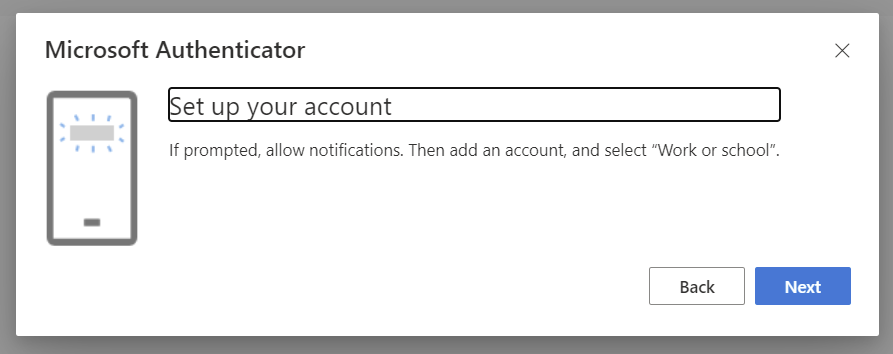 Microsoft Authenticator
Set up your account
If prompted, allow notifications. Then add an account, and select “Work or school”.
Back
Next